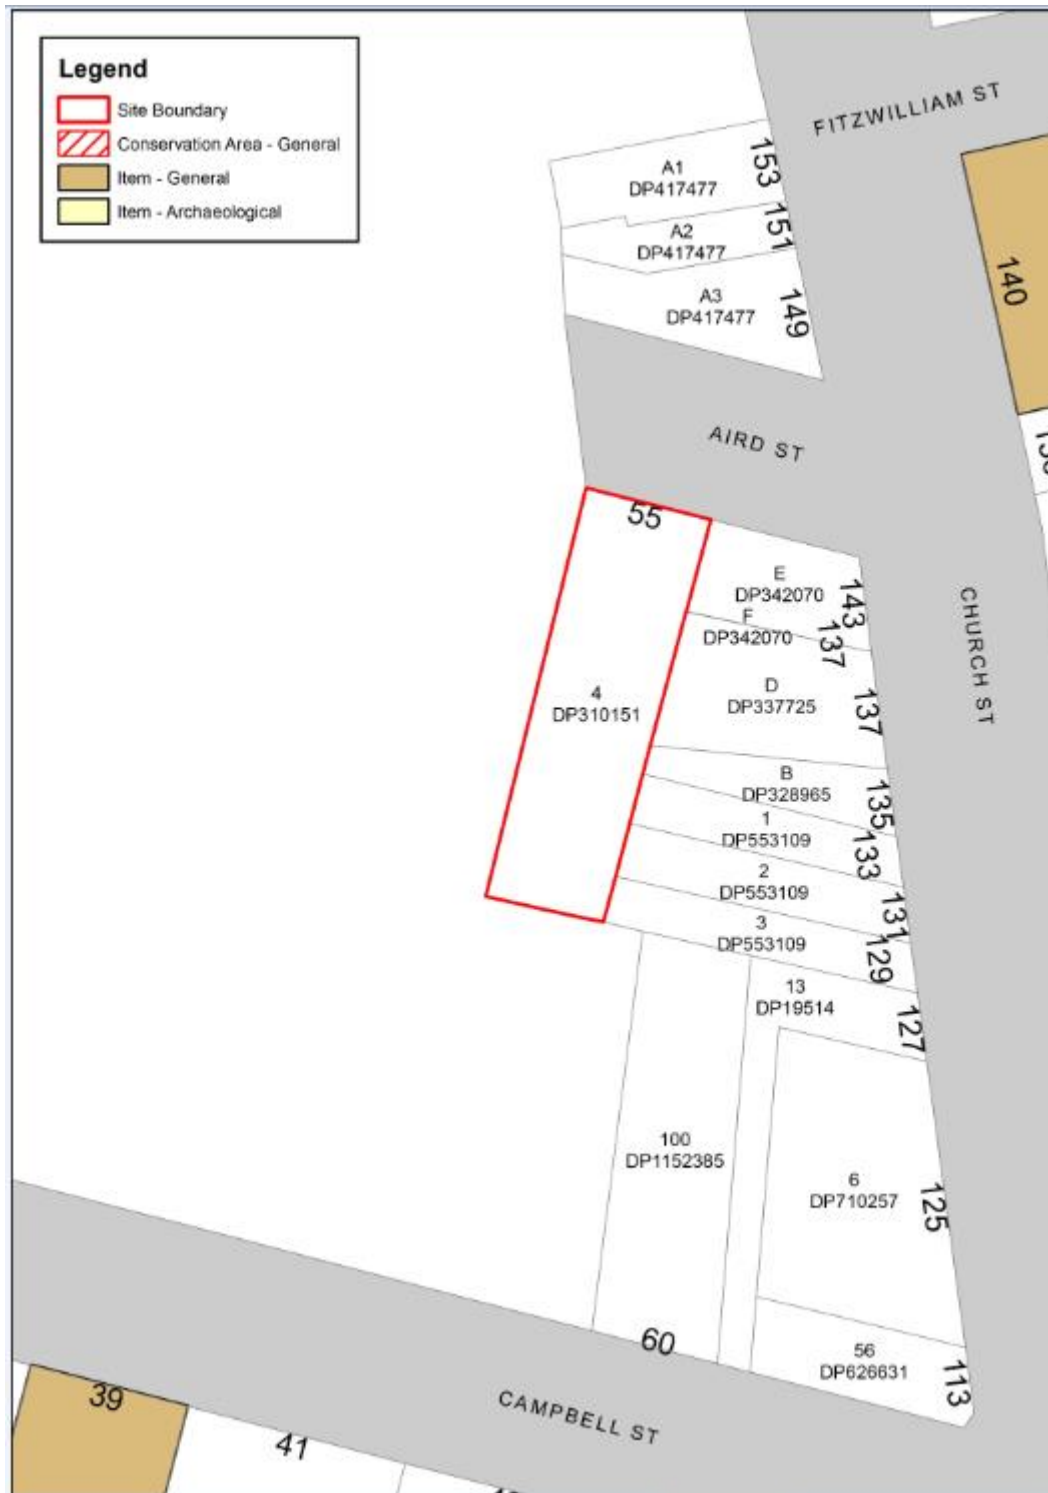 Legend
Site Boundary
Conservation Area - General
Item - General
Item - Archaeological
FITZWILLIAM ST
A1
DP417477
153
A2
DP417477
151
A3
DP417477
149
140
AIRD ST
55
E
DP342070
143
F
DP342070
137
CHURCH ST
4
DP310151
D
DP337725
137
B
DP328965
135
1
DP553109
133
2
DP553109
131
3
DP553109
129
13
DP19514
127
100
DP1152385
6
DP710257
125
60
56
DP626631
113
39
CAMPBELL ST
41